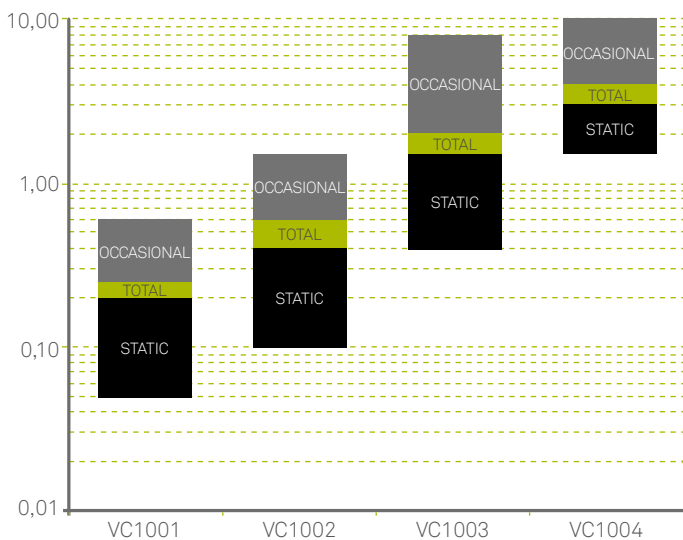 10,00
1,00
0,10
0,01
OCCASIONAL
TOTAL
STATIC
OCCASIONAL
TOTAL
STATIC
OCCASIONAL
TOTAL
STATIC
OCCASIONAL
TOTAL
STATIC
VC1001
VC1002
VC1003
VC1004